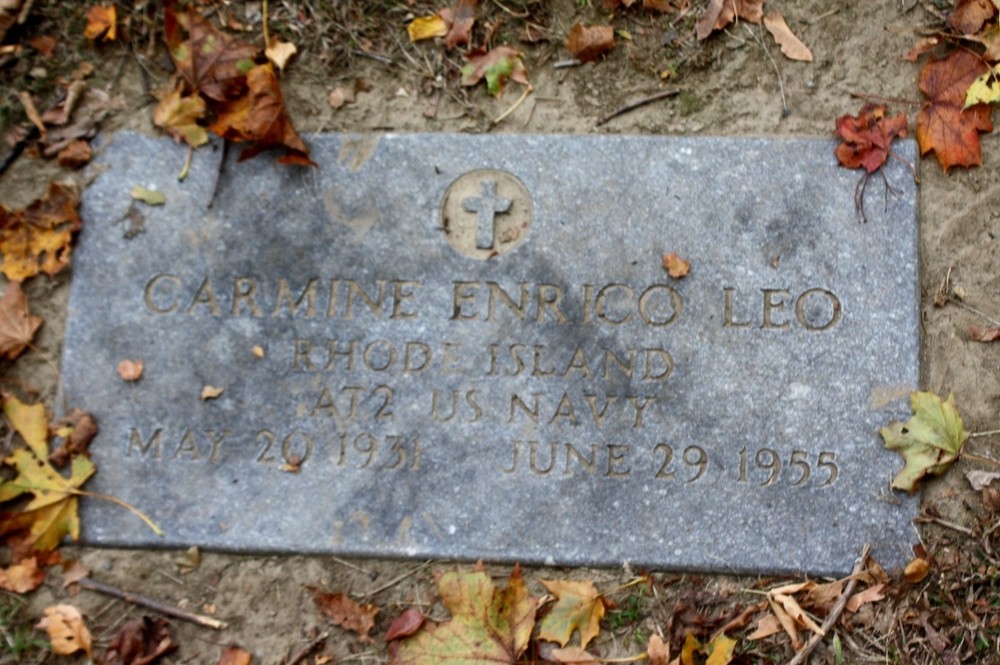 CARMINE ENRICO LEO
RHODE ISLAND
AT2 US NAVY
MAY 20 1931 JUNE 29 1955